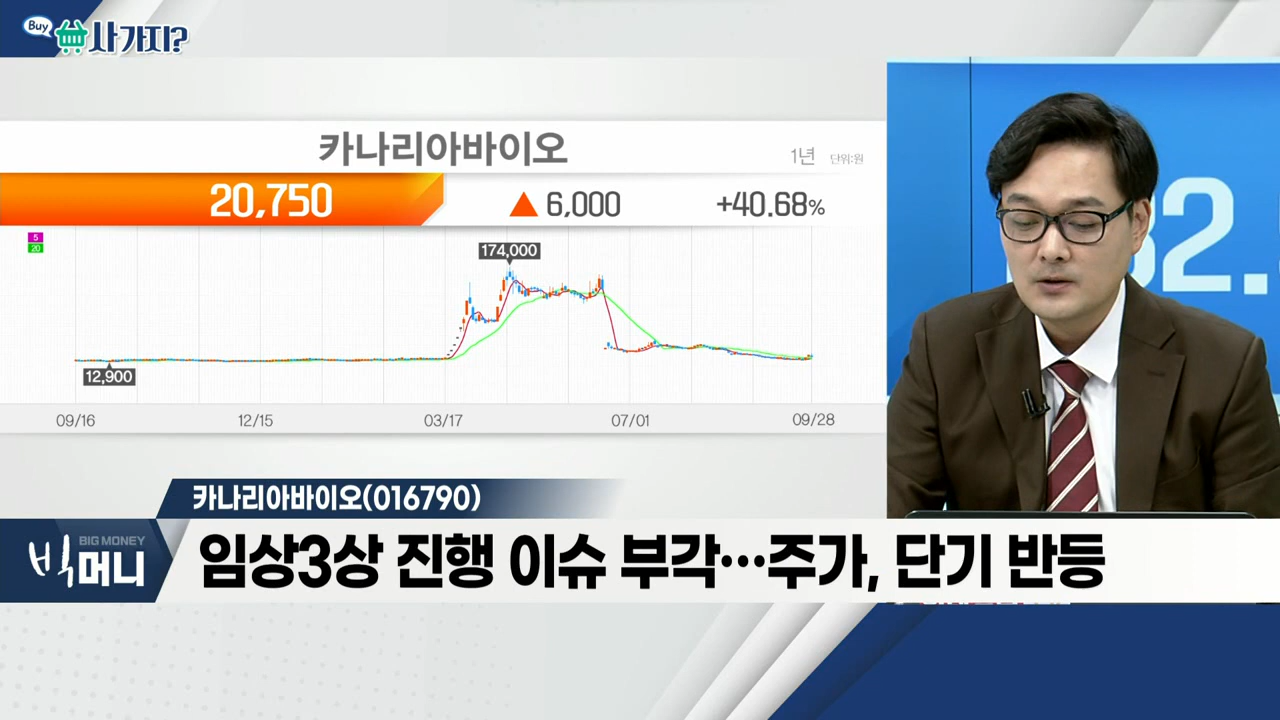 Buy 사가지?
카나리아바이오
1년 단위:원
20,750 ▲ 6,000 +40.68%
5
20
174,000
12,900
09/16 12/15 03/17 07/01 09/28
32.
카나리아바이오(016790)
BIG MONEY
빅머니
임상3상 진행 이슈 부각…주가, 단기 반등